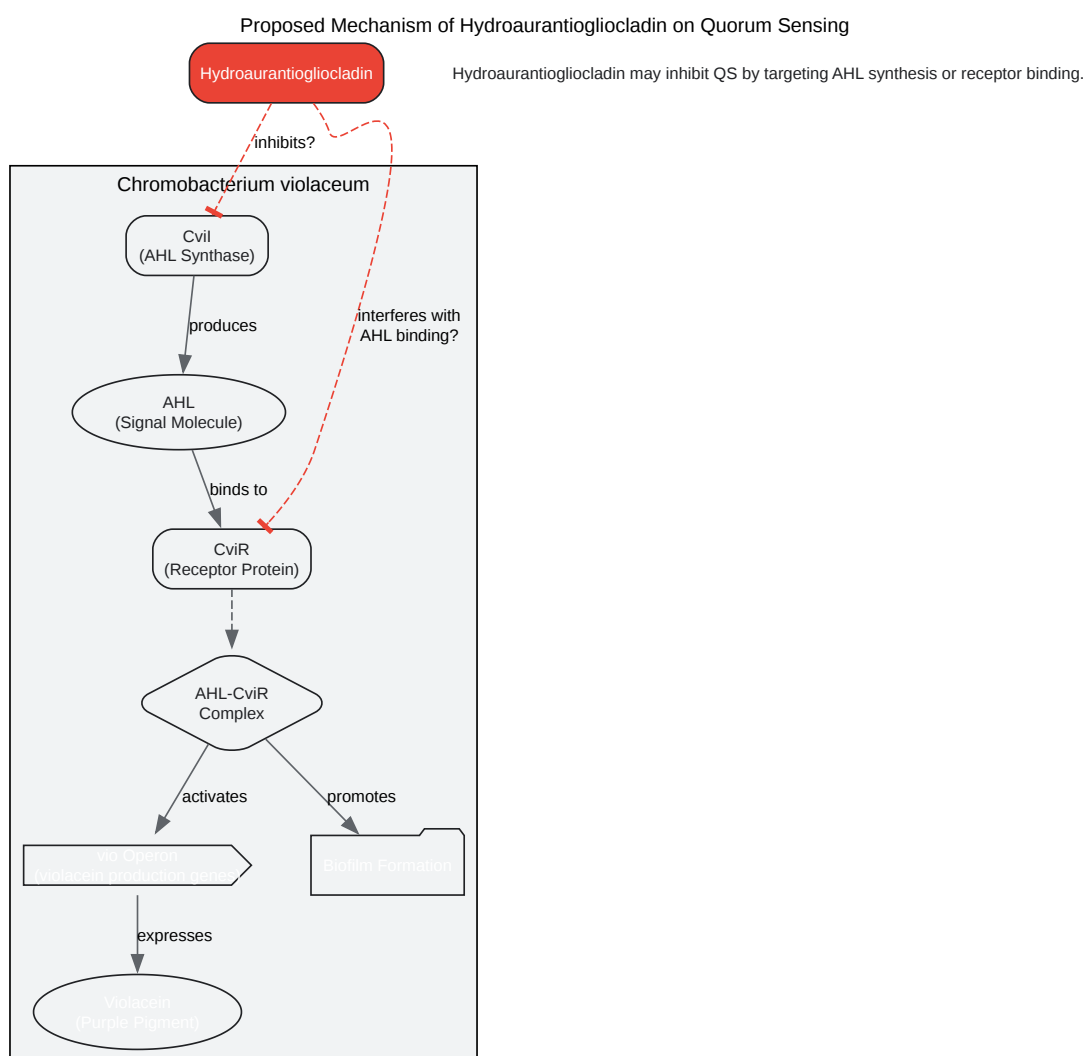 Proposed Mechanism of Hydroaurantiogliocladin on Quorum Sensing
Hydroaurantiogliocladin
Hydroaurantiogliocladin may inhibit QS by targeting AHL synthesis or receptor binding.
inhibits?
Chromobacterium violaceum
CviI
(AHL Synthase)
produces
interferes with
AHL binding?
AHL
(Signal Molecule)
binds to
CviR
(Receptor Protein)
AHL-CviR
Complex
activates
promotes
vio Operon
(violacein production genes)
Biofilm Formation
expresses
Violacein
(Purple Pigment)